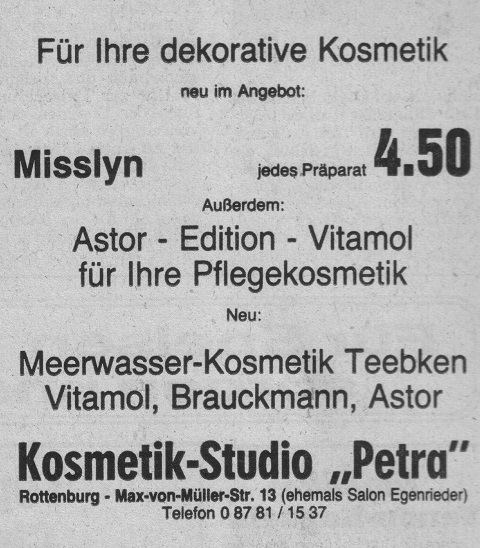 Für Ihre dekorative Kosmetik
neu im Angebot:
Misslyn jedes Präparat 4.50
Außerdem:
Astor - Edition - Vitamol
für Ihre Pflegekosmetik
Neu:
Meerwasser-Kosmetik Teebken
Vitamol, Brauckmann, Astor
Kosmetik-Studio „Petra”
Rottenburg - Max-von-Müller-Str. 13 (ehemals Salon Egenrieder)
Telefon 0 87 81 / 15 37